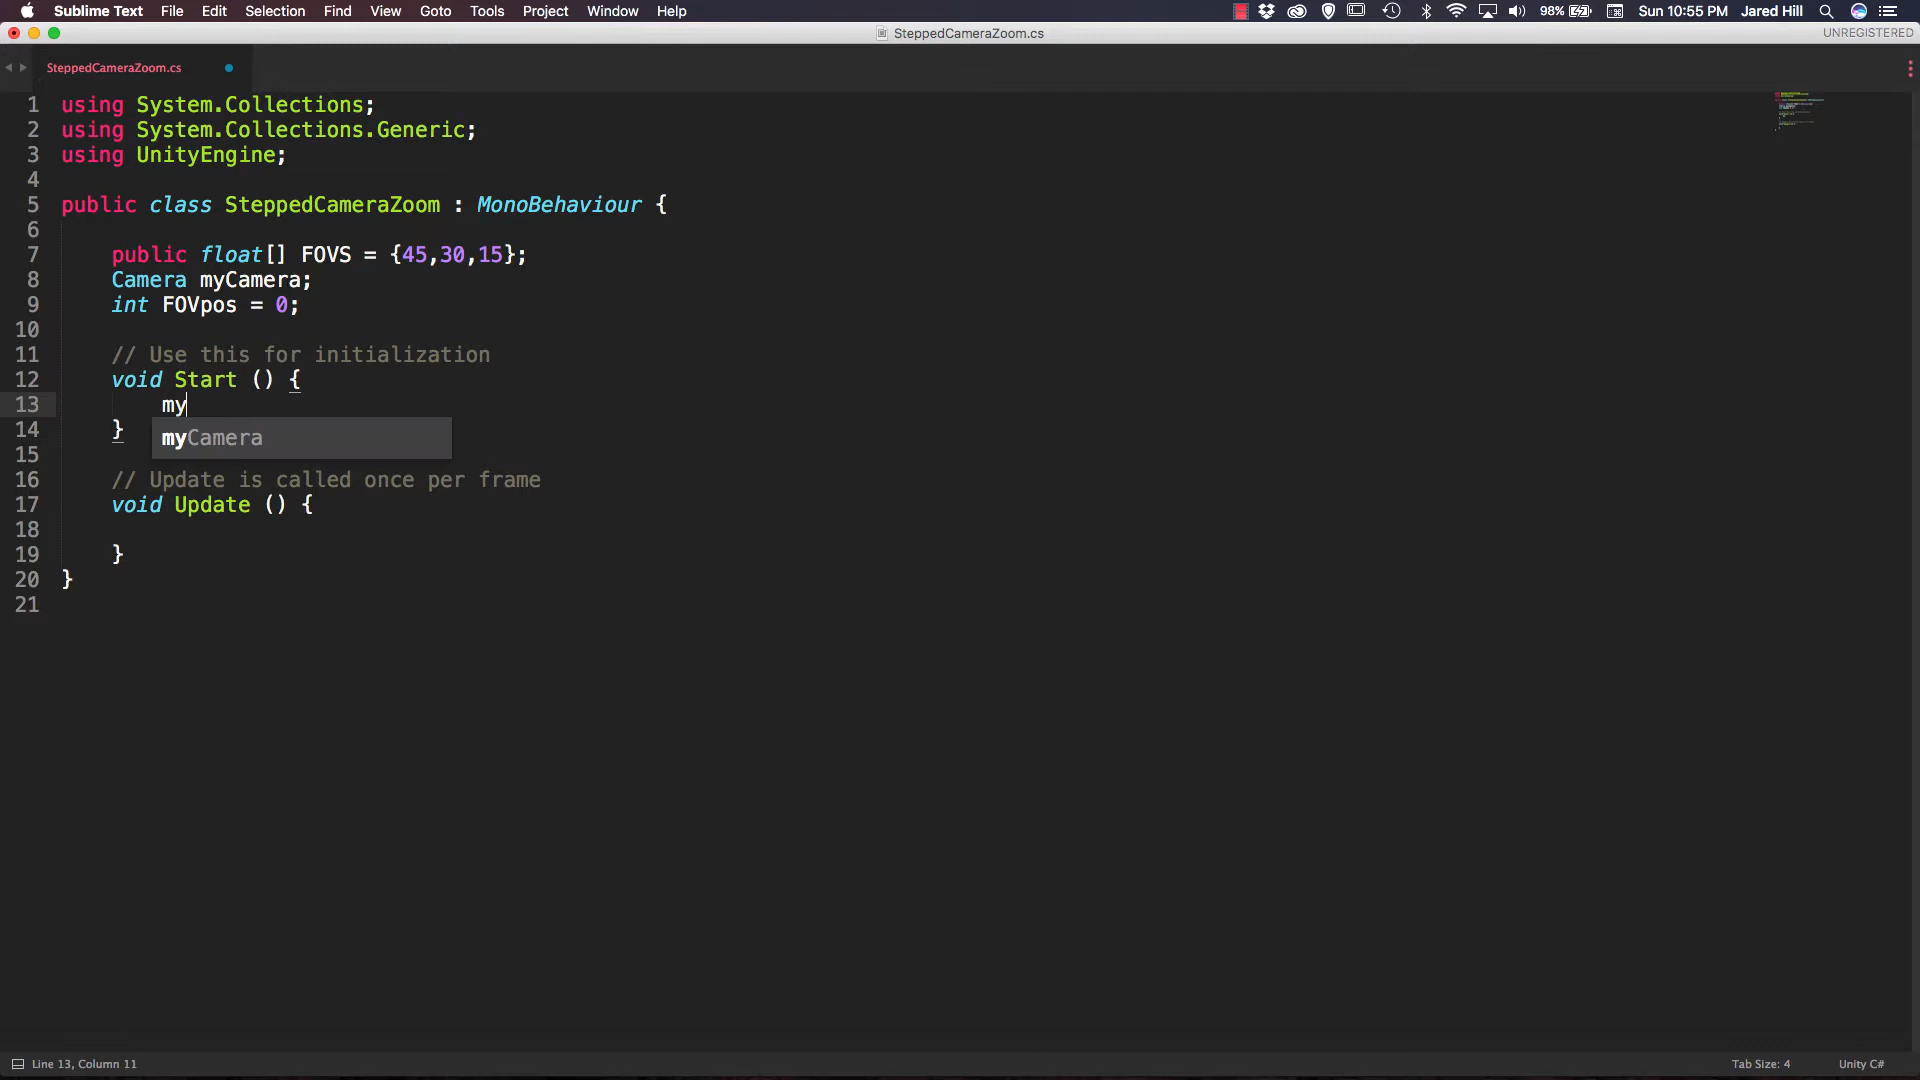 Sublime Text File Edit Selection Find View Goto Tools Project Window Help 98% Sun 10:55 PM Jared Hill
SteppedCameraZoom.cs UNREGISTERED
SteppedCameraZoom.cs
1 using System.Collections;
2 using System.Collections.Generic;
3 using UnityEngine;
4
5 public class SteppedCameraZoom : MonoBehaviour {
6
7 public float[] FOVS = {45,30,15};
8 Camera myCamera;
9 int FOVpos = 0;
10
11 // Use this for initialization
12 void Start () {
13 my
14 }
myCamera
15
16 // Update is called once per frame
17 void Update () {
18
19 }
20 }
21
Line 13, Column 11 Tab Size: 4 Unity C#